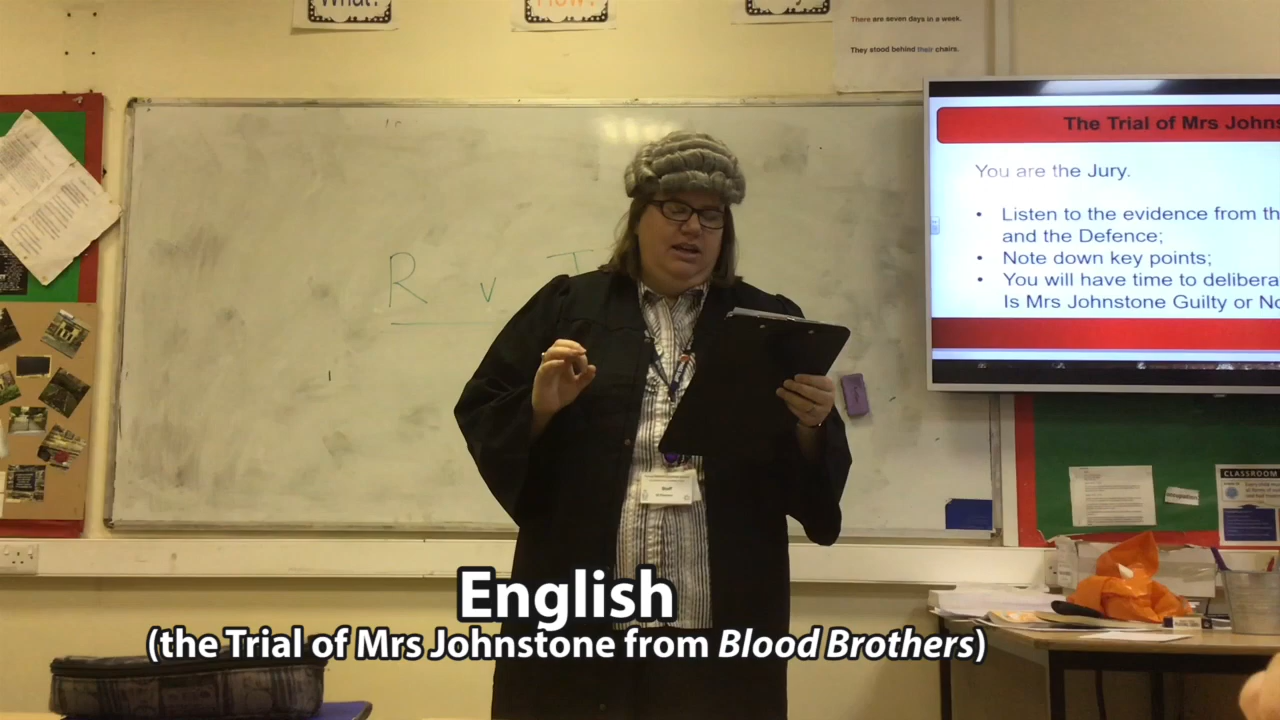 What?
How?
There are seven days in a week.
They stood behind their chairs.
The Trial of Mrs Johns
You are the Jury.
• Listen to the evidence from th
and the Defence;
• Note down key points;
• You will have time to delibera
Is Mrs Johnstone Guilty or No
R v J
Staff
CLASSROOM
English
(the Trial of Mrs Johnstone from Blood Brothers)